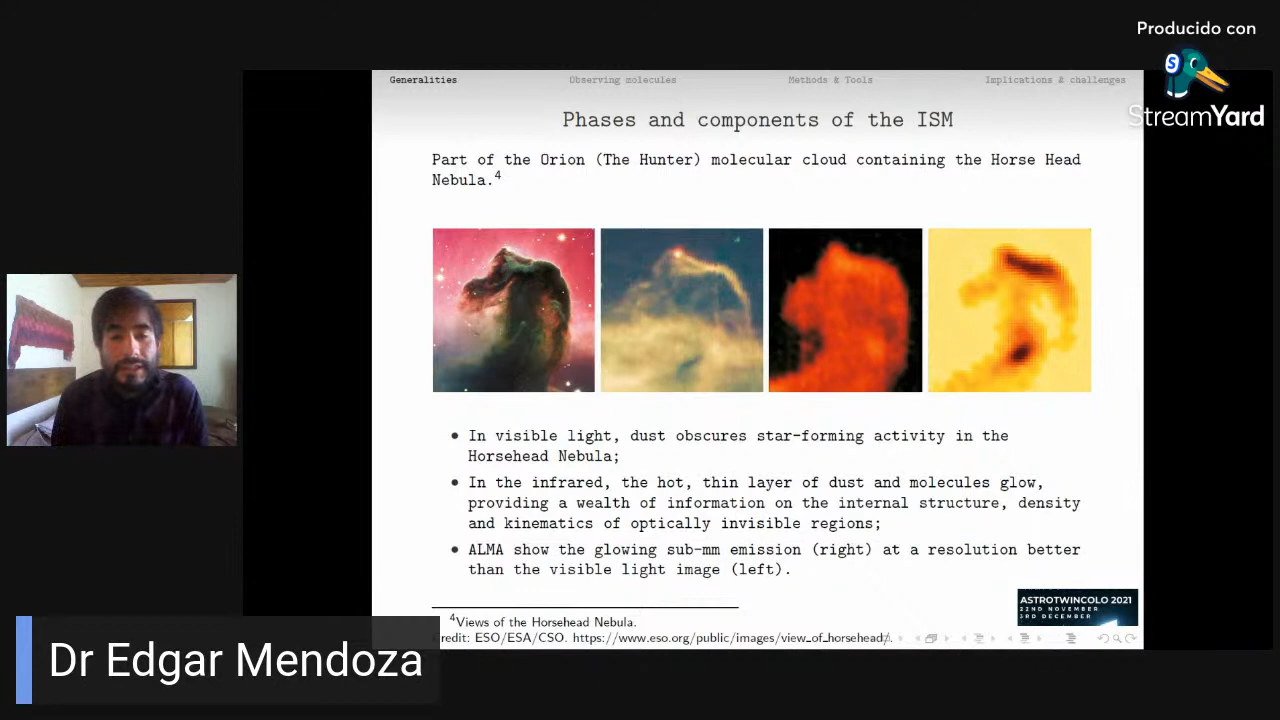 Producido con
StreamYard
Generalities Observing molecules Methods & Tools Implications & challenges
Phases and components of the ISM
Part of the Orion (The Hunter) molecular cloud containing the Horse Head
Nebula.4
• In visible light, dust obscures star-forming activity in the
Horsehead Nebula;
• In the infrared, the hot, thin layer of dust and molecules glow,
providing a wealth of information on the internal structure, density
and kinematics of optically invisible regions;
• ALMA show the glowing sub-mm emission (right) at a resolution better
than the visible light image (left).
ASTROTWINCOLO 2021
22ND NOVEMBER
3RD DECEMBER
4Views of the Horsehead Nebula.
redit: ESO/ESA/CSO. https://www.eso.org/public/images/view_of_horsehead/.
Dr Edgar Mendoza